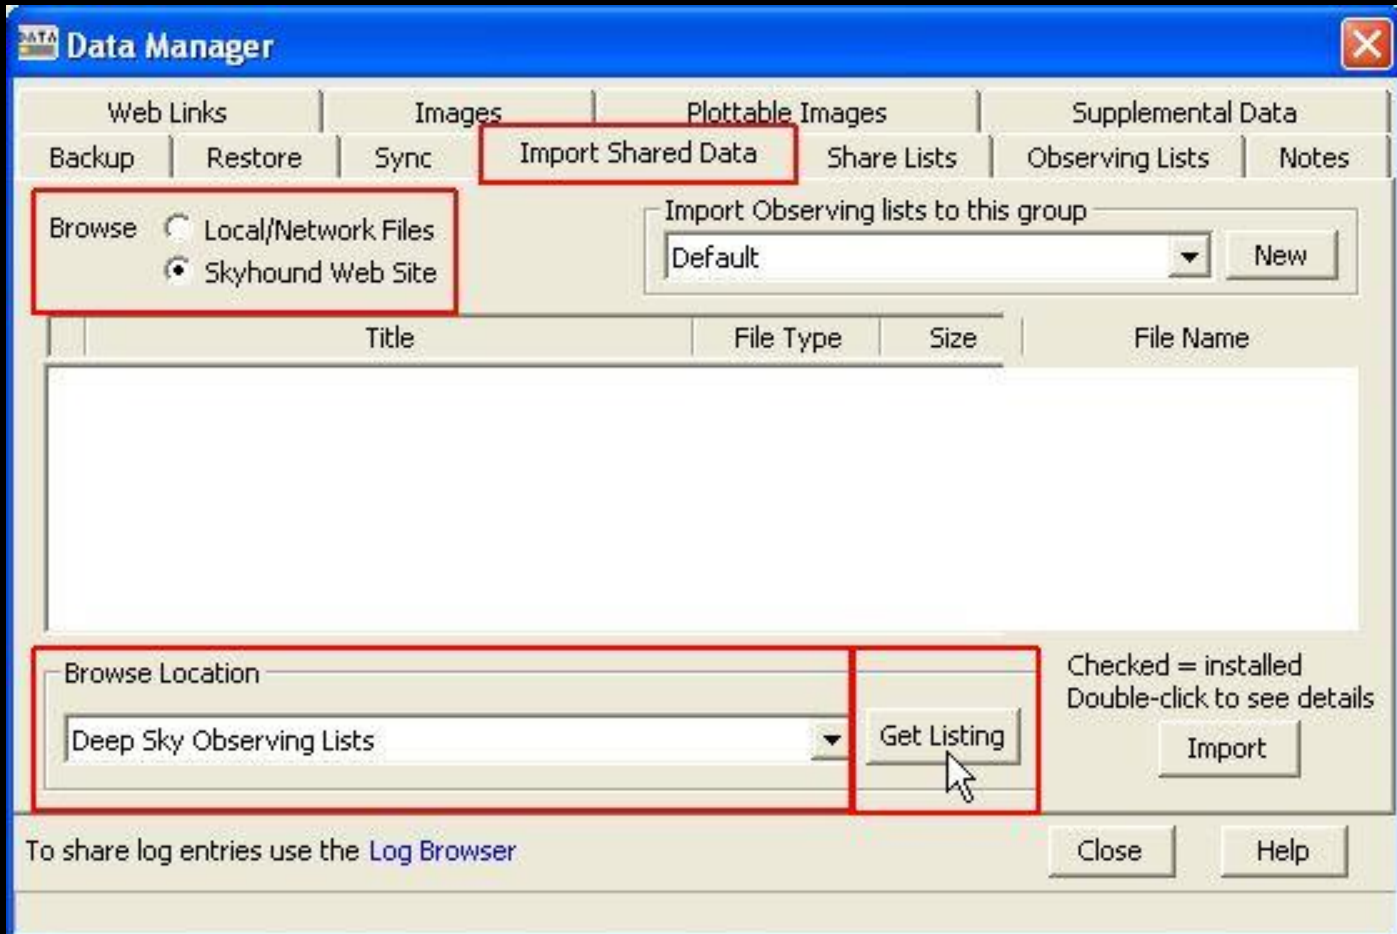 DATA
Data Manager
Web Links Images Plottable Images Supplemental Data
Backup Restore Sync Import Shared Data Share Lists Observing Lists Notes
Browse Local/Network Files
Skyhound Web Site
Import Observing lists to this group
Default New
Title File Type Size File Name
Browse Location
Deep Sky Observing Lists Get Listing
Checked = installed
Double-click to see details
Import
To share log entries use the Log Browser Close Help